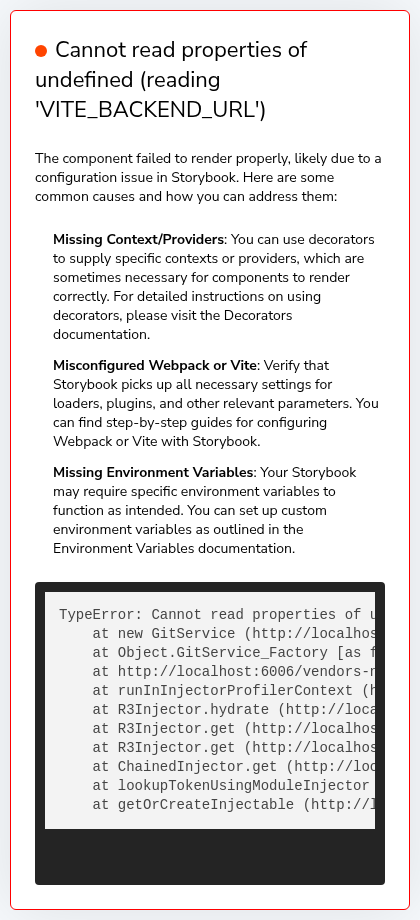 Cannot read properties of
undefined (reading
'VITE_BACKEND_URL')
The component failed to render properly, likely due to a
configuration issue in Storybook. Here are some
common causes and how you can address them:
Missing Context/Providers: You can use decorators
to supply specific contexts or providers, which are
sometimes necessary for components to render
correctly. For detailed instructions on using
decorators, please visit the Decorators
documentation.
Misconfigured Webpack or Vite: Verify that
Storybook picks up all necessary settings for
loaders, plugins, and other relevant parameters. You
can find step-by-step guides for configuring
Webpack or Vite with Storybook.
Missing Environment Variables: Your Storybook
may require specific environment variables to
function as intended. You can set up custom
environment variables as outlined in the
Environment Variables documentation.
TypeError: Cannot read properties of u
at new GitService (http://localhos
at Object.GitService_Factory [as f
at http://localhost:6006/vendors-n
at runInInjectorProfilerContext (h
at R3Injector.hydrate (http://loca
at R3Injector.get (http://localhos
at R3Injector.get (http://localhos
at ChainedInjector.get (http://loc
at lookupTokenUsingModuleInjector
at getOrCreateInjectable (http://l